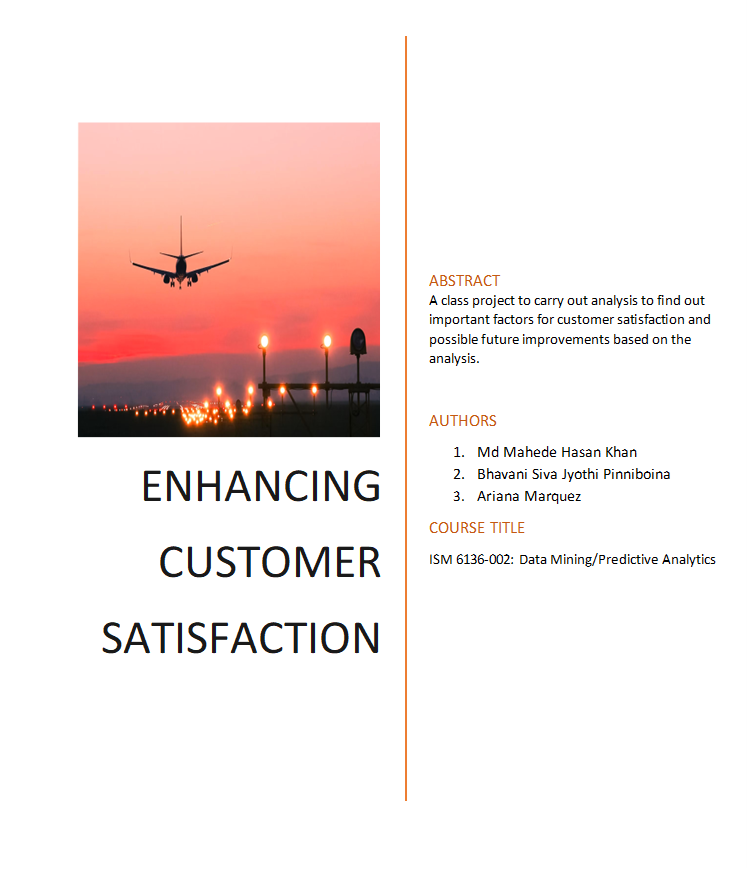 ENHANCING
CUSTOMER
SATISFACTION
ABSTRACT
A class project to carry out analysis to find out
important factors for customer satisfaction and
possible future improvements based on the
analysis.
AUTHORS
1. Md Mahede Hasan Khan
2. Bhavani Siva Jyothi Pinniboina
3. Ariana Marquez
COURSE TITLE
ISM 6136-002: Data Mining/Predictive Analytics